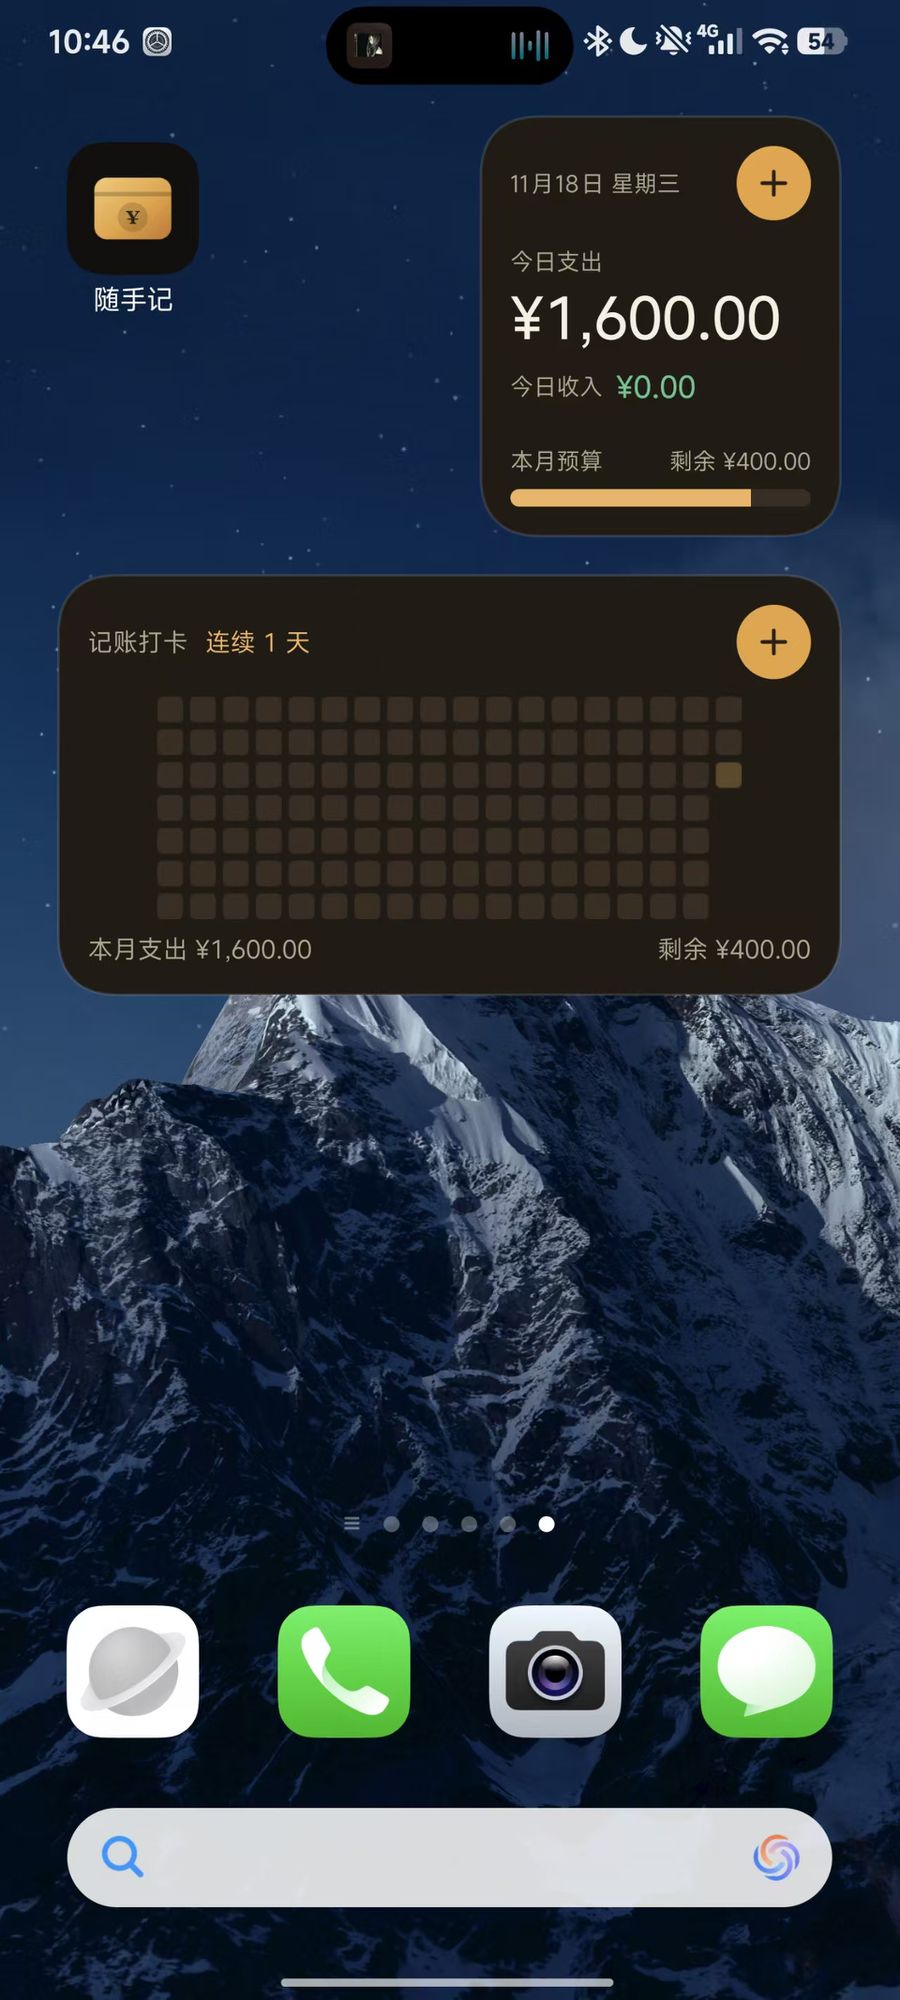 10:46
4G
54
¥
随手记
11月18日 星期三
今日支出
¥1,600.00
今日收入 ¥0.00
本月预算 剩余 ¥400.00
记账打卡 连续 1 天
本月支出 ¥1,600.00 剩余 ¥400.00